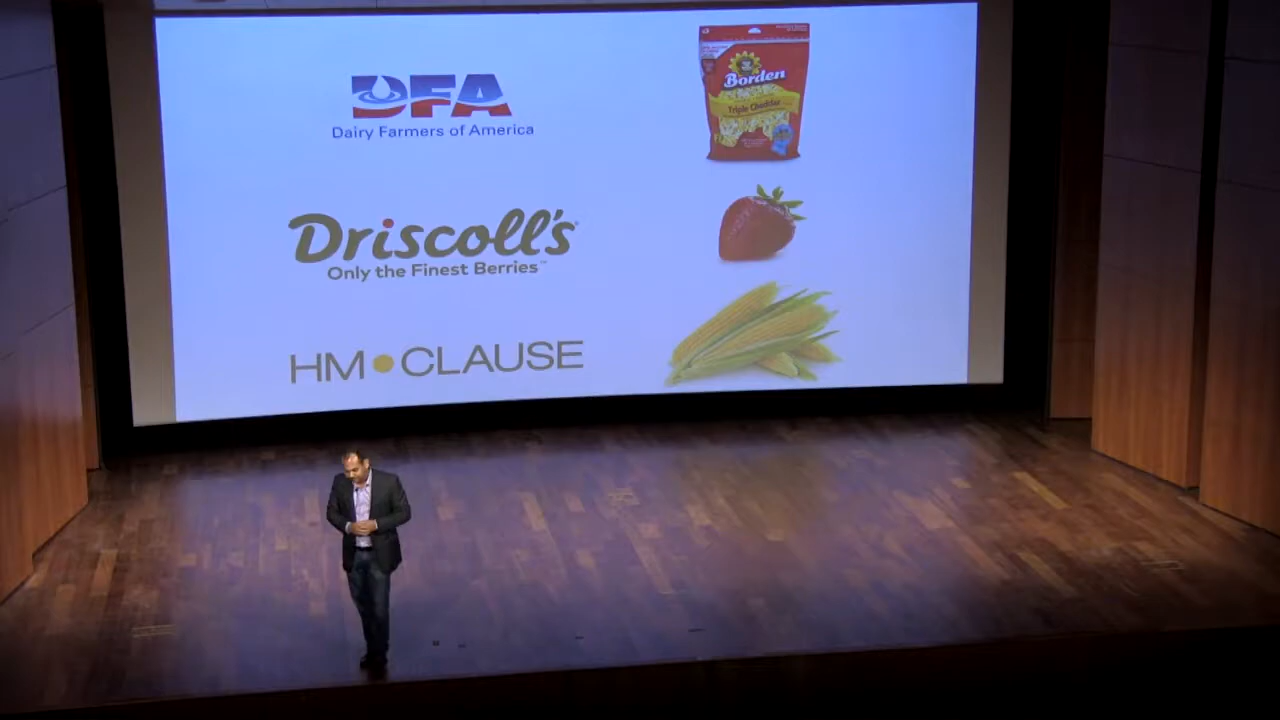 DFA
Dairy Farmers of America
Borden
Triple Cheddar
Driscoll's
Only the Finest Berries™
HM CLAUSE